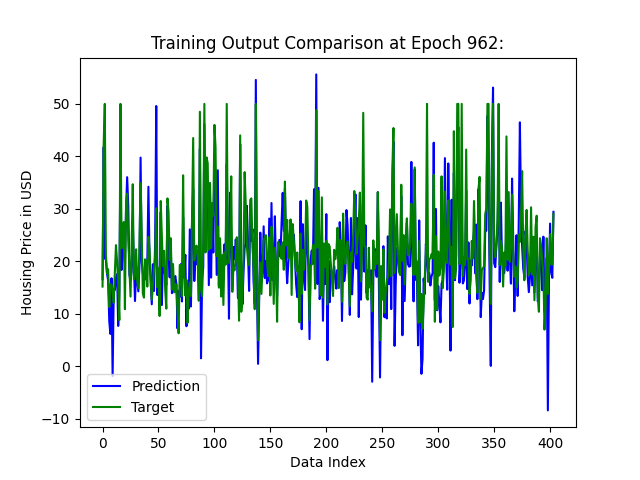 Training Output Comparison at Epoch 962:
Housing Price in USD
50
40
30
20
10
0
−10
Prediction
Target
0 50 100 150 200 250 300 350 400
Data Index